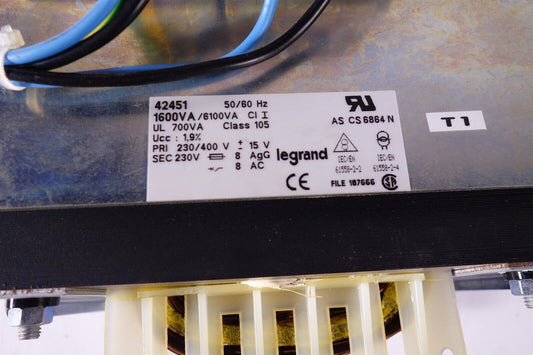 42451 50/60 Hz
1600VA/6100VA Cl I
UL 700VA Class 105
Ucc : 1,9%
PRI 230/400 V ± 15 V
SEC 230V 8 AgG
8 AC
legrand
CE
RU
AS CS 6864 N
IEC/EN
61558-2-2
IEC/EN
61558-2-4
FILE 187666
SA
T1